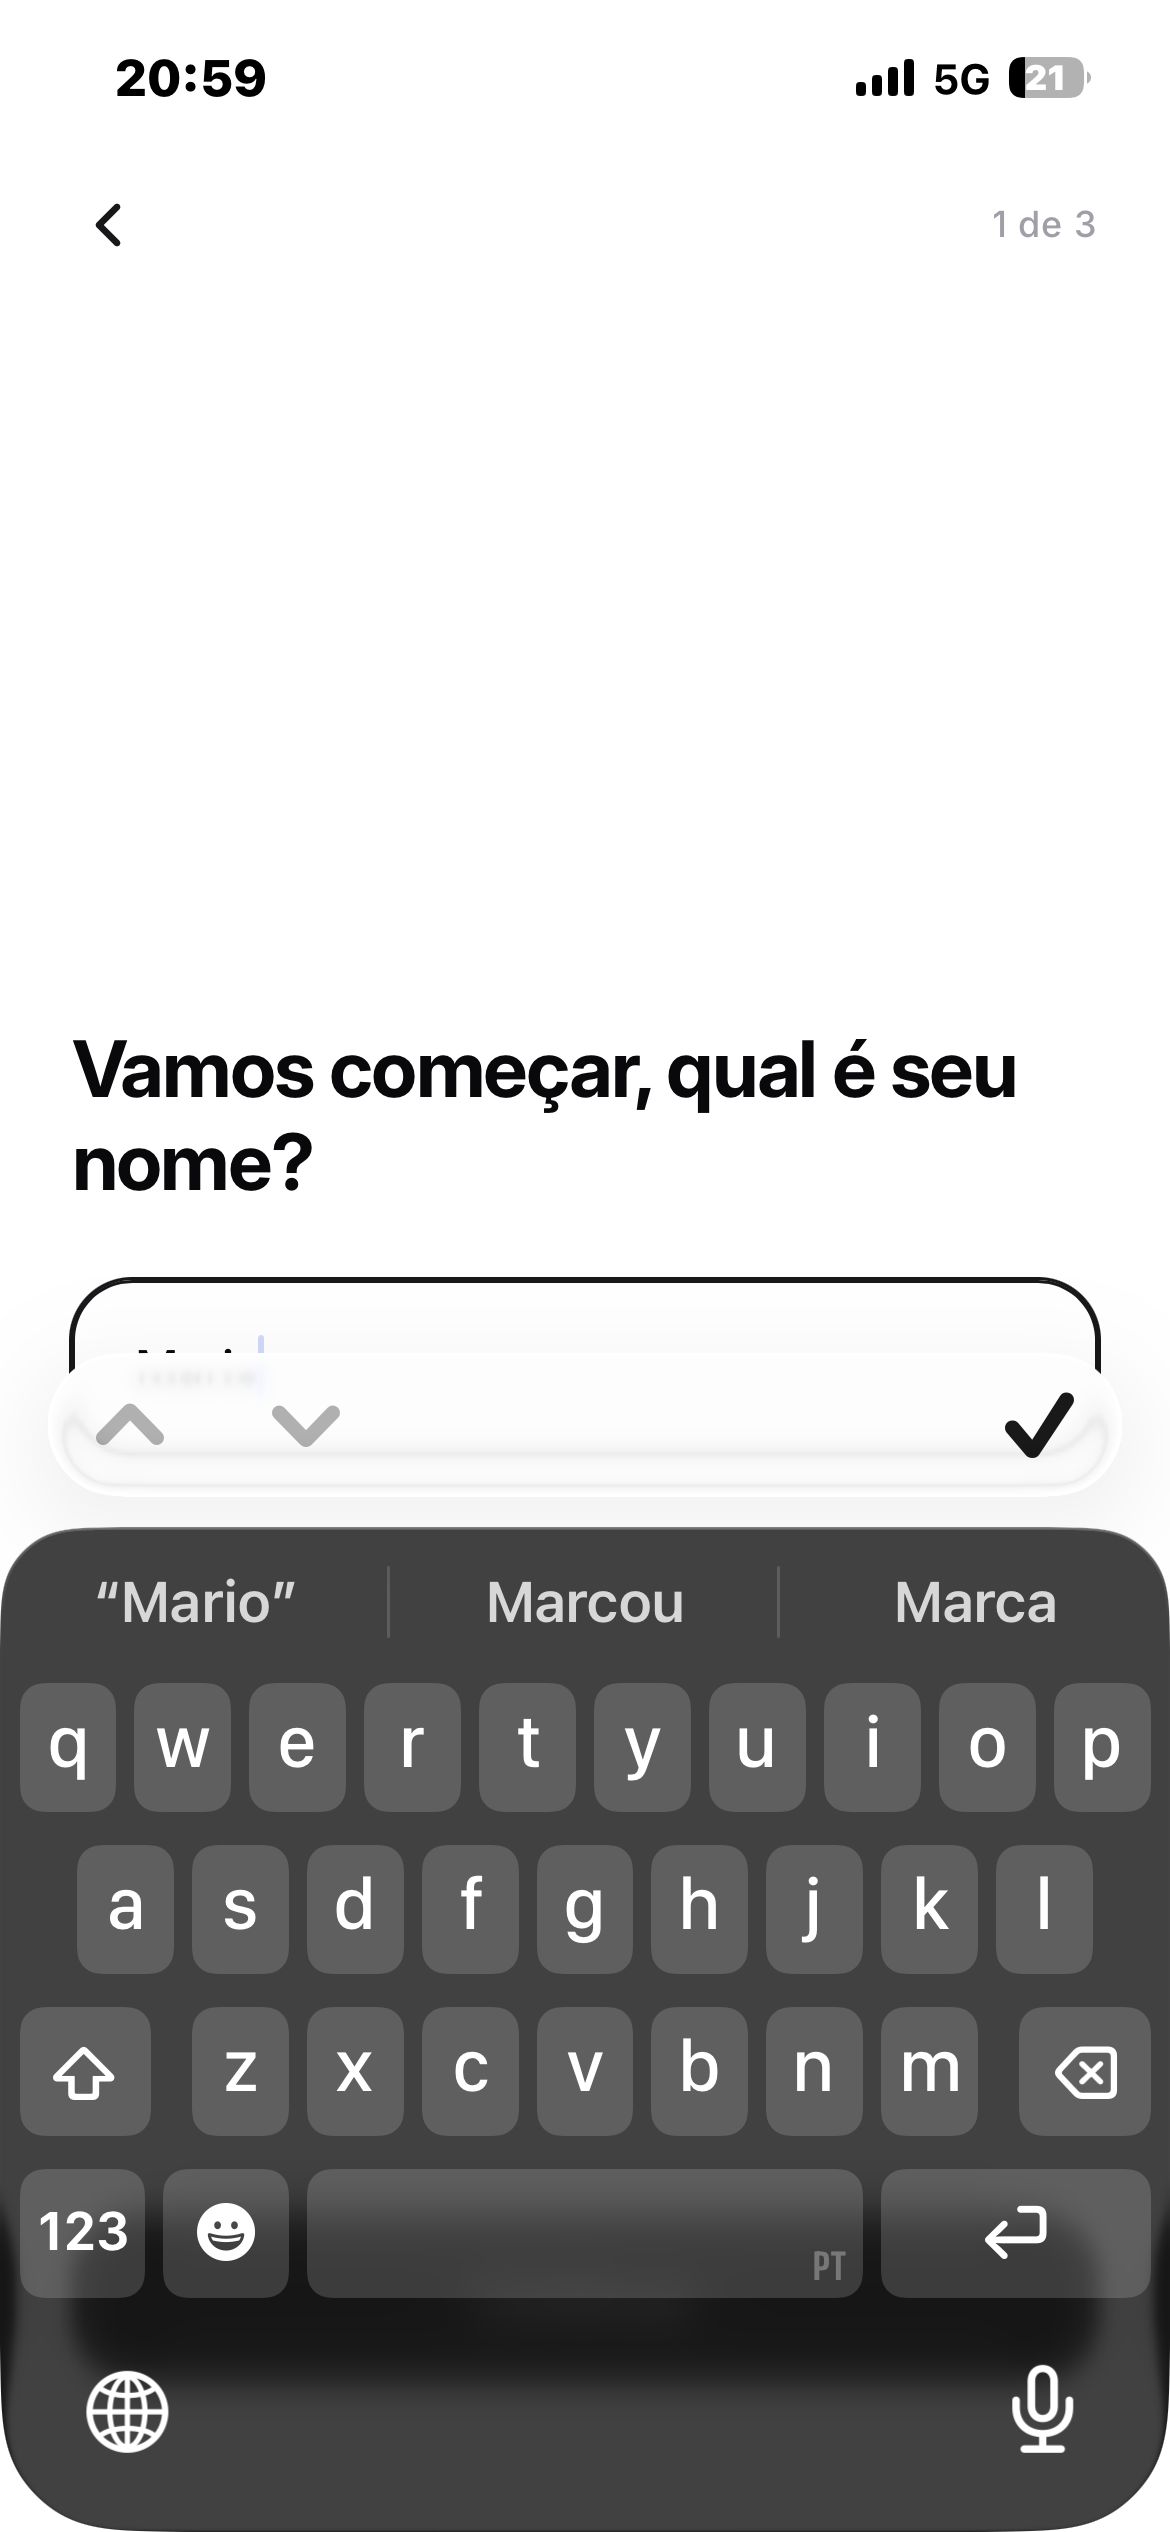 20:59
5G 21
1 de 3
Vamos começar, qual é seu
nome?
“Mario” Marcou Marca
q w e r t y u i o p
a s d f g h j k l
z x c v b n m
123
PT